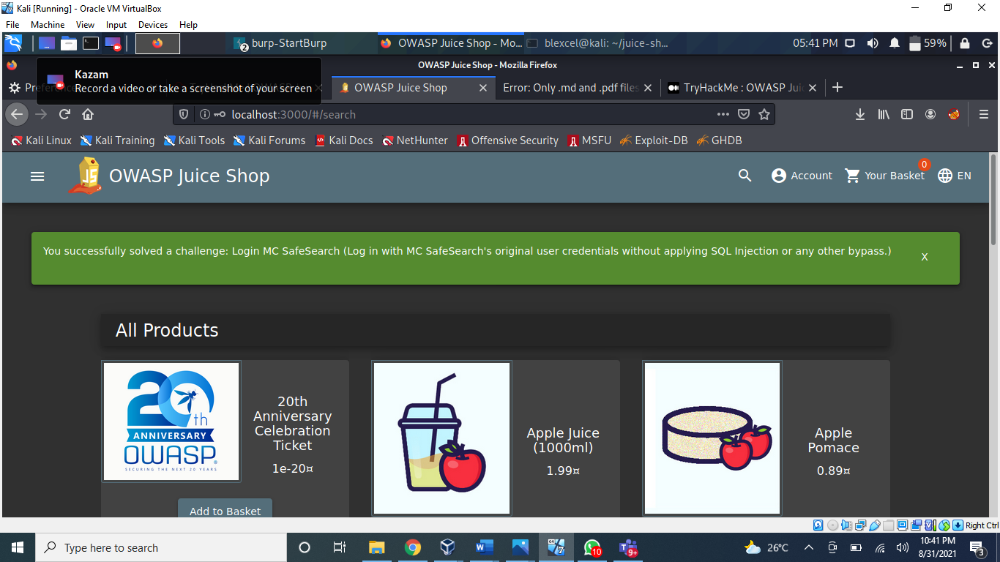 Kali [Running] - Oracle VM VirtualBox
File Machine View Input Devices Help
burp-StartBurp
2
OWASP Juice Shop - Mo...
blexcel@kali: ~/juice-sh...
05:41 PM
59%
OWASP Juice Shop - Mozilla Firefox
Kazam
Record a video or take a screenshot of your screen
OWASP Juice Shop
Error: Only .md and .pdf files
TryHackMe : OWASP Juic
localhost:3000/#/search
Kali Linux
Kali Training
Kali Tools
Kali Forums
Kali Docs
NetHunter
Offensive Security
MSFU
Exploit-DB
GHDB
JS
OWASP Juice Shop
Account
Your Basket
0
EN
You successfully solved a challenge: Login MC SafeSearch (Log in with MC SafeSearch's original user credentials without applying SQL Injection or any other bypass.)
X
All Products
20th
ANNIVERSARY
OWASP
SECURING THE NEXT 20 YEARS
20th
Anniversary
Celebration
Ticket
1e-20¤
Add to Basket
Apple Juice
(1000ml)
1.99¤
Apple
Pomace
0.89¤
Right Ctrl
Type here to search
10
9+
26°C
10:41 PM
8/31/2021
3